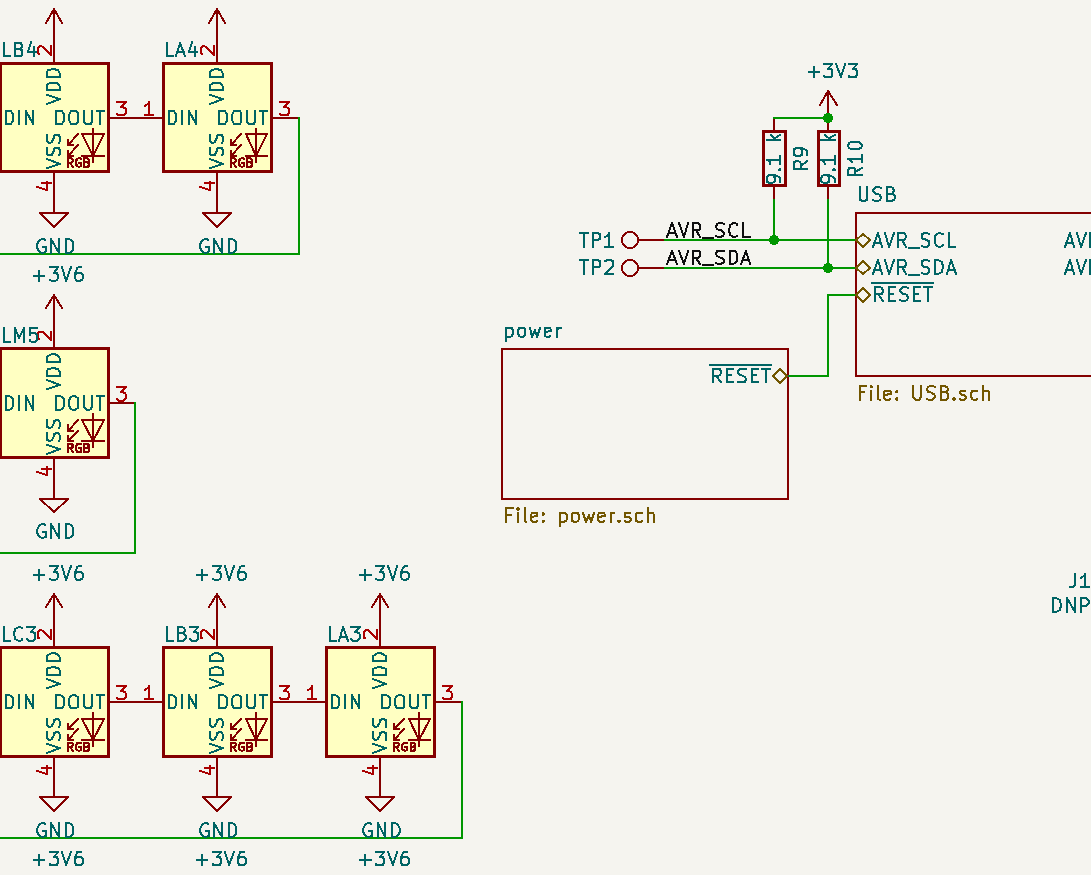 LB4
2
VDD
DIN
DOUT
VSS
RGB
3
4
GND
1
LA4
2
VDD
DIN
DOUT
VSS
RGB
3
4
GND
+3V6
LM5
2
VDD
DIN
DOUT
VSS
RGB
3
4
GND
+3V6
LC3
2
VDD
DIN
DOUT
VSS
RGB
3
4
GND
+3V6
+3V6
1
LB3
2
VDD
DIN
DOUT
VSS
RGB
3
4
GND
+3V6
+3V6
1
LA3
2
VDD
DIN
DOUT
VSS
RGB
3
4
GND
+3V6
+3V3
9.1 k
R9
9.1 k
R10
TP1
AVR_SCL
TP2
AVR_SDA
USB
AVR_SCL
AVR_SDA
RESET
File: USB.sch
power
RESET
File: power.sch
J1
DNP